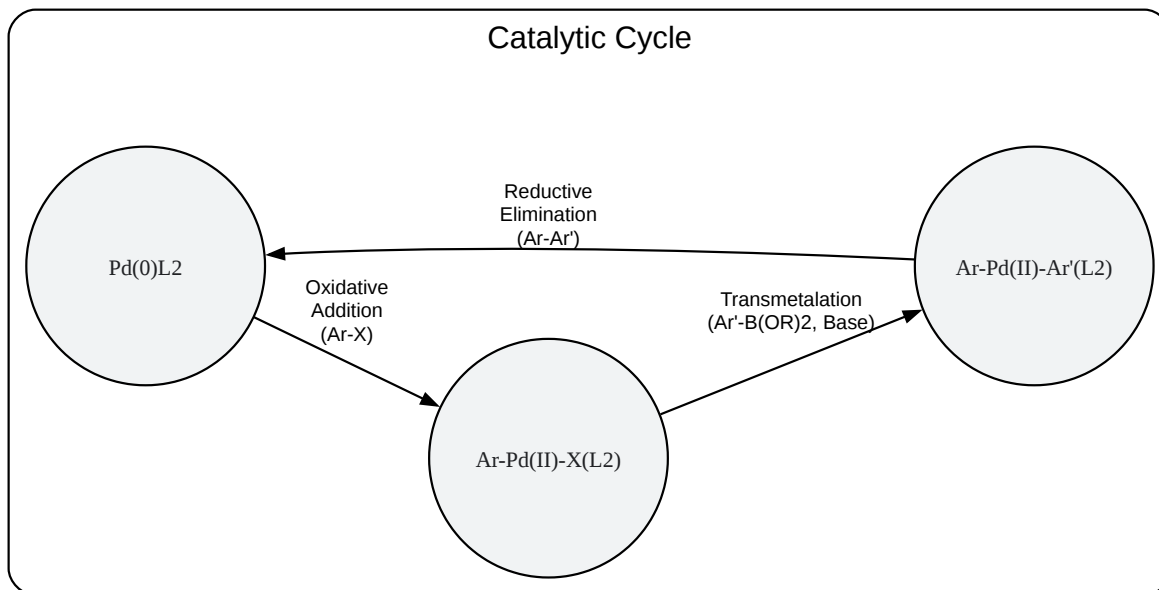 Catalytic Cycle
Reductive
Elimination
(Ar-Ar')
Pd(0)L2
Ar-Pd(II)-Ar'(L2)
Oxidative
Addition
(Ar-X)
Transmetalation
(Ar'-B(OR)2, Base)
Ar-Pd(II)-X(L2)